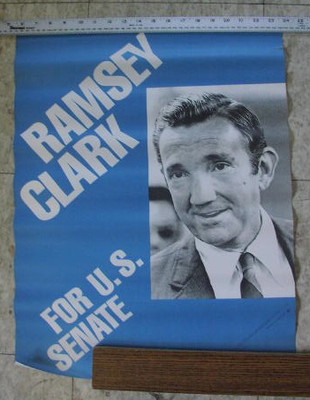 RAMSEY
CLARK
FOR U.S.
SENATE